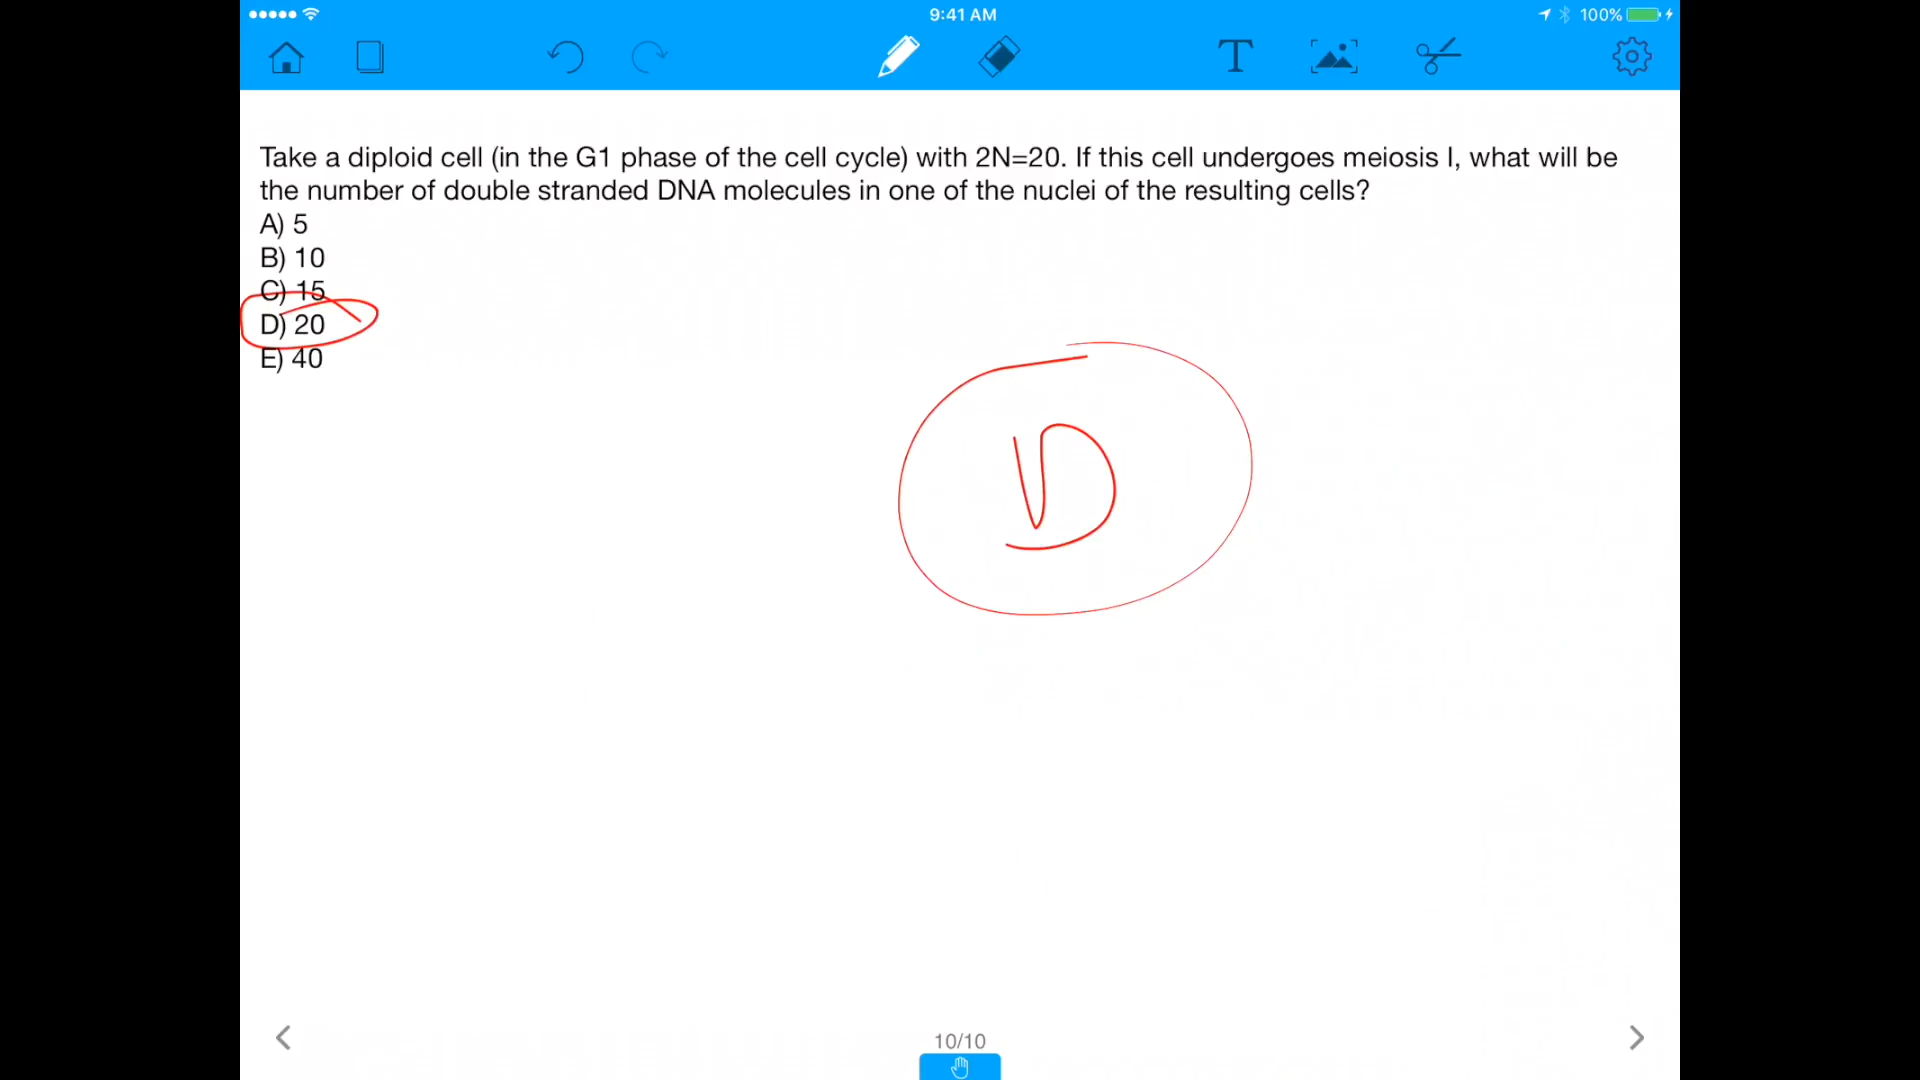 9:41 AM
100%
T
Take a diploid cell (in the G1 phase of the cell cycle) with 2N=20. If this cell undergoes meiosis I, what will be
the number of double stranded DNA molecules in one of the nuclei of the resulting cells?
A) 5
B) 10
C) 15
D) 20
E) 40
D
10/10